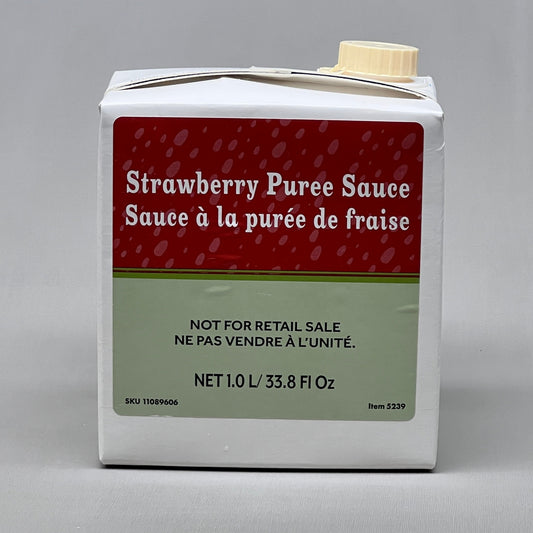 Strawberry Puree Sauce
Sauce à la purée de fraise
NOT FOR RETAIL SALE
NE PAS VENDRE À L'UNITÉ.
NET 1.0 L/ 33.8 Fl Oz
SKU 11089606
Item 5239